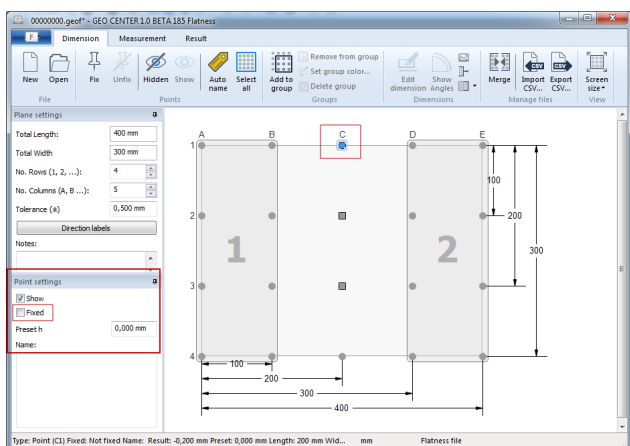 00000000.geof* - GEO CENTER 1.0 BETA 185 Flatness
F Dimension Measurement Result
New Open Fix Unfix Hidden Show Auto name Select all Add to group Remove from group Set group color... Delete group Edit dimension Show Angles Merge Import CSV... Export CSV... Screen size
CSV CSV
File Points Groups Dimensions Manage files View
Plane settings
Total Length: 400 mm
Total Width 300 mm
No. Rows (1, 2, ...): 4
No. Columns (A, B ...): 5
Tolerance (±) 0,500 mm
Direction labels
Notes:
Point settings
Show
Fixed
Preset h 0,000 mm
Name:
A B C D E
1
100
2
200
1 2
300
3
4
100
200
300
400
Type: Point (C1) Fixed: Not fixed Name: Result: -0,200 mm Preset: 0,000 mm Length: 200 mm Wid... mm Flatness file